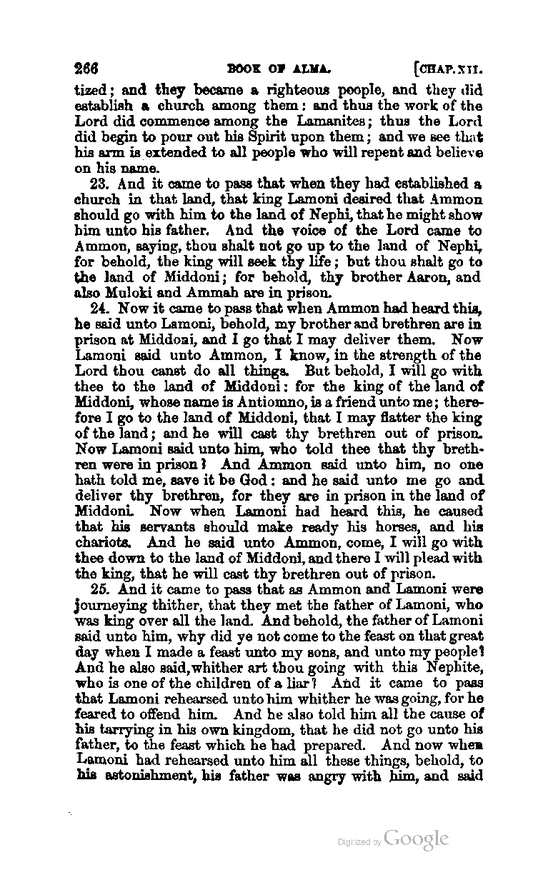 266 BOOK OF ALMA. [CHAP. XII.
tized; and they became a righteous people, and they did
establish a church among them: and thus the work of the
Lord did commence among the Lamanites; thus the Lord
did begin to pour out his Spirit upon them; and we see that
his arm is extended to all people who will repent and believe
on his name.
23. And it came to pass that when they had established a
church in that land, that king Lamoni desired that Ammon
should go with him to the land of Nephi, that he might show
him unto his father. And the voice of the Lord came to
Ammon, saying, thou shalt not go up to the land of Nephi,
for behold, the king will seek thy life; but thou shalt go to
the land of Middoni; for behold, thy brother Aaron, and
also Muloki and Ammah are in prison.
24. Now it came to pass that when Ammon had heard this,
he said unto Lamoni, behold, my brother and brethren are in
prison at Middoni, and I go that I may deliver them. Now
Lamoni said unto Ammon, I know, in the strength of the
Lord thou canst do all things. But behold, I will go with
thee to the land of Middoni: for the king of the land of
Middoni, whose name is Antiomno, is a friend unto me; there-
fore I go to the land of Middoni, that I may flatter the king
of the land; and he will cast thy brethren out of prison.
Now Lamoni said unto him, who told thee that thy breth-
ren were in prison? And Ammon said unto him, no one
hath told me, save it be God: and he said unto me go and
deliver thy brethren, for they are in prison in the land of
Middoni. Now when Lamoni had heard this, he caused
that his servants should make ready his horses, and his
chariots. And he said unto Ammon, come, I will go with
thee down to the land of Middoni, and there I will plead with
the king, that he will cast thy brethren out of prison.
25. And it came to pass that as Ammon and Lamoni were
journeying thither, that they met the father of Lamoni, who
was king over all the land. And behold, the father of Lamoni
said unto him, why did ye not come to the feast on that great
day when I made a feast unto my sons, and unto my people?
And he also said, whither art thou going with this Nephite,
who is one of the children of a liar? And it came to pass
that Lamoni rehearsed unto him whither he was going, for he
feared to offend him. And he also told him all the cause of
his tarrying in his own kingdom, that he did not go unto his
father, to the feast which he had prepared. And now when
Lamoni had rehearsed unto him all these things, behold, to
his astonishment, his father was angry with him, and said
Digitized by Google